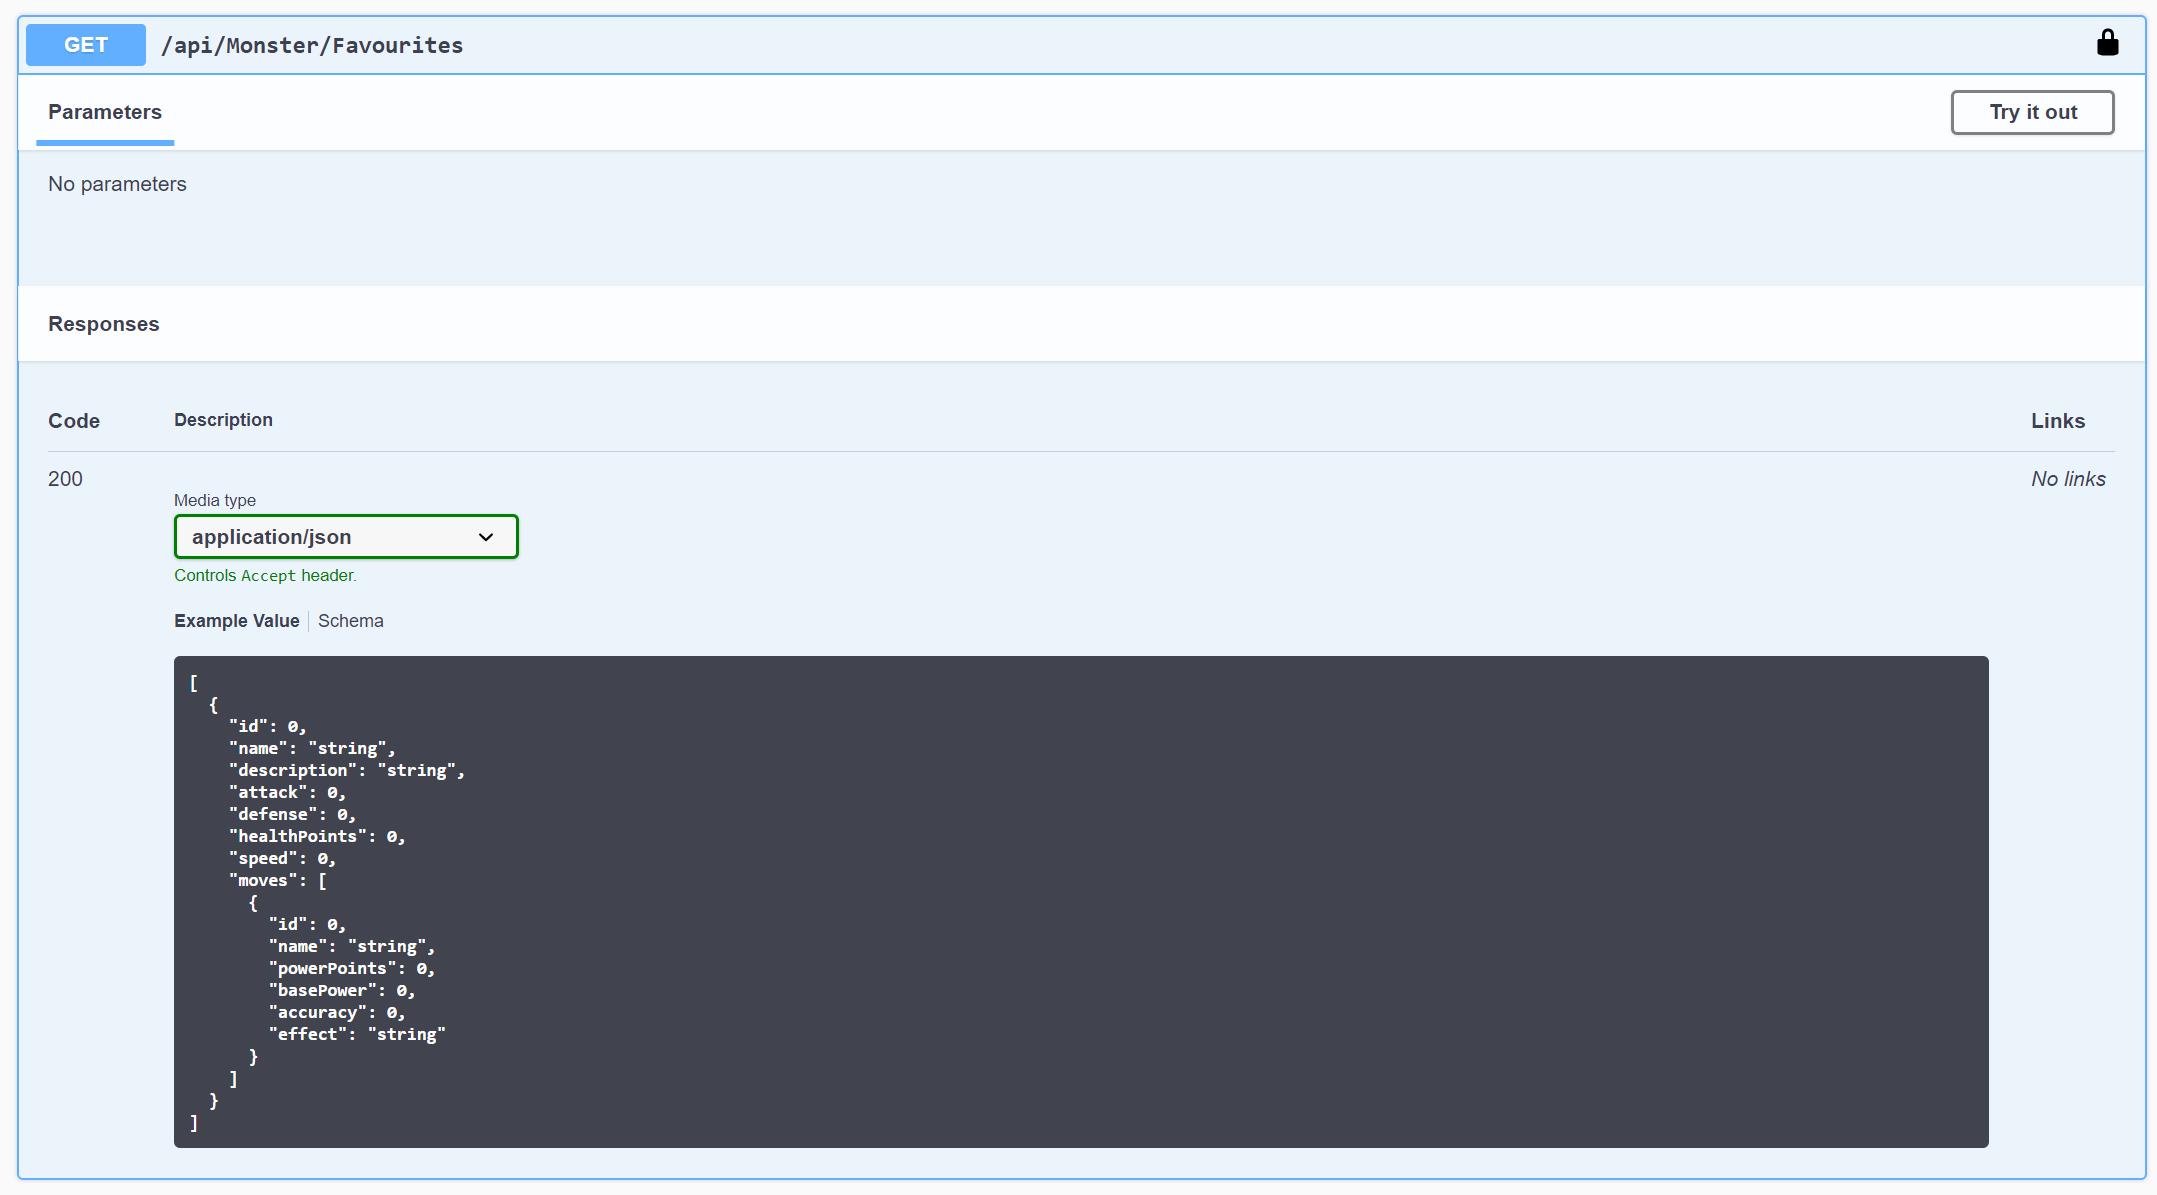 GET /api/Monster/Favourites
Parameters
Try it out
No parameters
Responses
Code Description Links
200 No links
Media type
application/json
Controls Accept header.
Example Value Schema
[
  {
    "id": 0,
    "name": "string",
    "description": "string",
    "attack": 0,
    "defense": 0,
    "healthPoints": 0,
    "speed": 0,
    "moves": [
      {
        "id": 0,
        "name": "string",
        "powerPoints": 0,
        "basePower": 0,
        "accuracy": 0,
        "effect": "string"
      }
    ]
  }
]